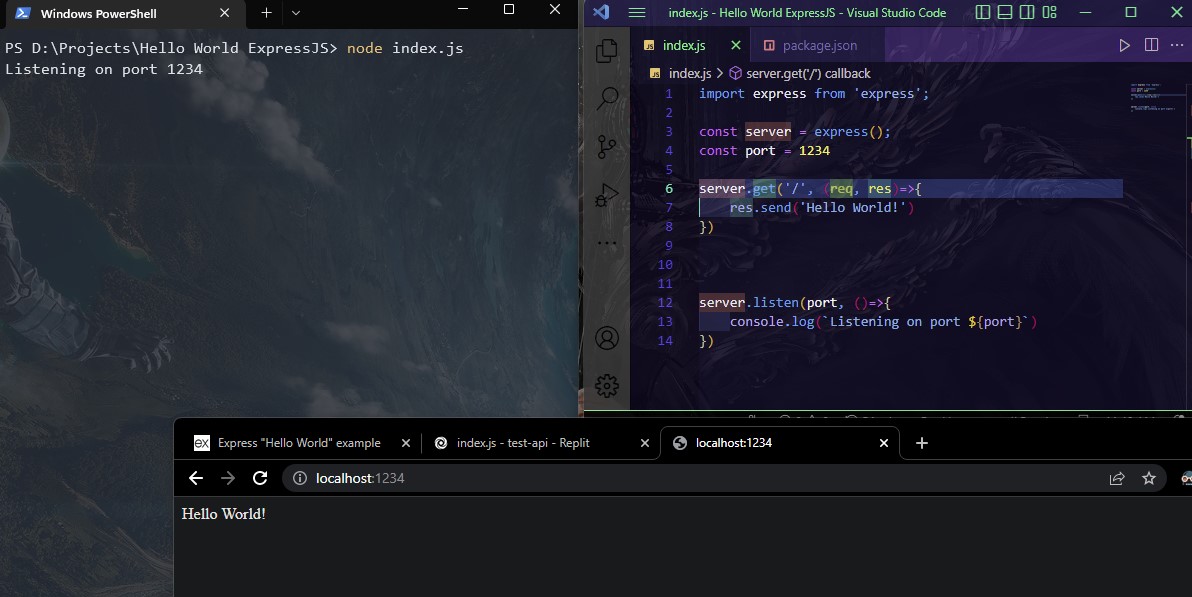 Windows PowerShell
PS D:\Projects\Hello World ExpressJS> node index.js
Listening on port 1234
index.js - Hello World ExpressJS - Visual Studio Code
index.js
package.json
index.js > server.get('/') callback
1 import express from 'express';
2
3 const server = express();
4 const port = 1234
5
6 server.get('/', (req, res)=>{
7 res.send('Hello World!')
8 })
9
10
11
12 server.listen(port, ()=>{
13 console.log(`Listening on port ${port}`)
14 })
ex Express "Hello World" example
index.js - test-api - Replit
localhost:1234
localhost:1234
Hello World!